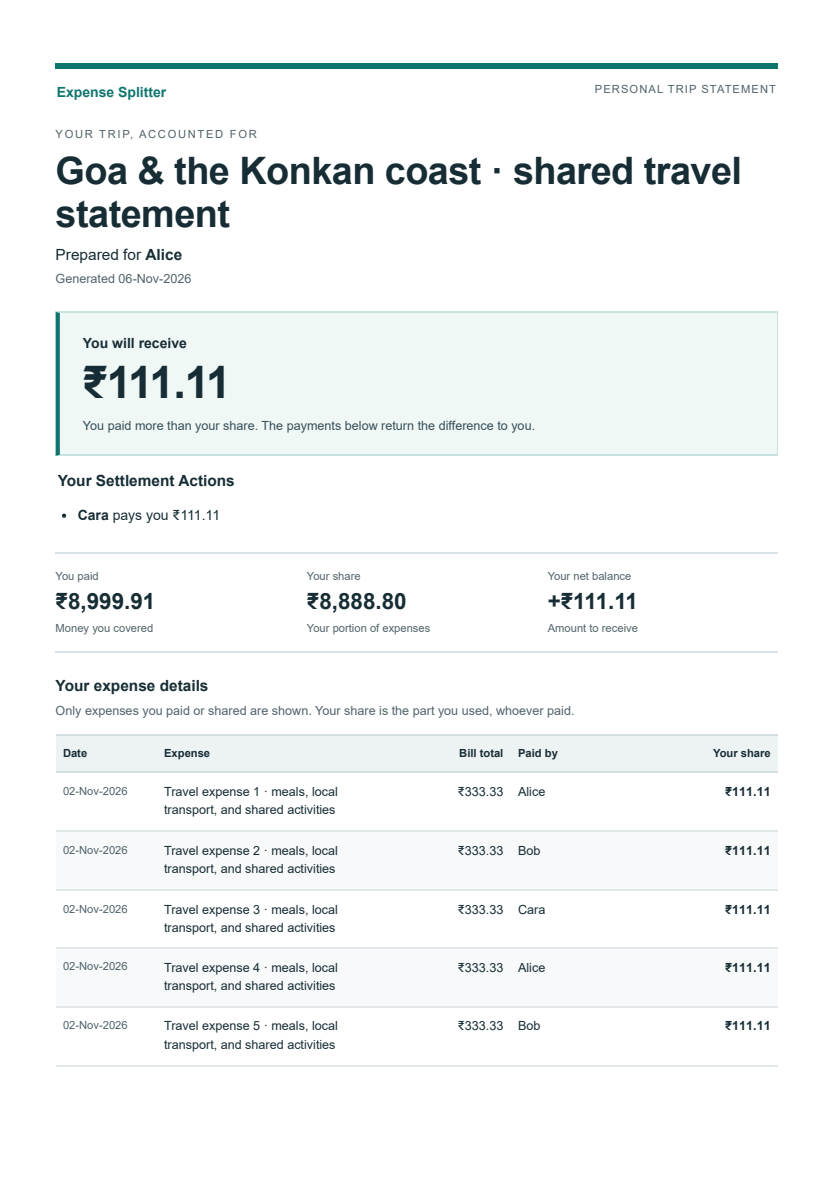 Expense Splitter
PERSONAL TRIP STATEMENT
YOUR TRIP, ACCOUNTED FOR
Goa & the Konkan coast · shared travel
statement
Prepared for Alice
Generated 06-Nov-2026
You will receive
₹111.11
You paid more than your share. The payments below return the difference to you.
Your Settlement Actions
• Cara pays you ₹111.11
You paid Your share Your net balance
₹8,999.91 ₹8,888.80 +₹111.11
Money you covered Your portion of expenses Amount to receive
Your expense details
Only expenses you paid or shared are shown. Your share is the part you used, whoever paid.
Date Expense Bill total Paid by Your share
02-Nov-2026 Travel expense 1 · meals, local ₹333.33 Alice ₹111.11
transport, and shared activities
02-Nov-2026 Travel expense 2 · meals, local ₹333.33 Bob ₹111.11
transport, and shared activities
02-Nov-2026 Travel expense 3 · meals, local ₹333.33 Cara ₹111.11
transport, and shared activities
02-Nov-2026 Travel expense 4 · meals, local ₹333.33 Alice ₹111.11
transport, and shared activities
02-Nov-2026 Travel expense 5 · meals, local ₹333.33 Bob ₹111.11
transport, and shared activities